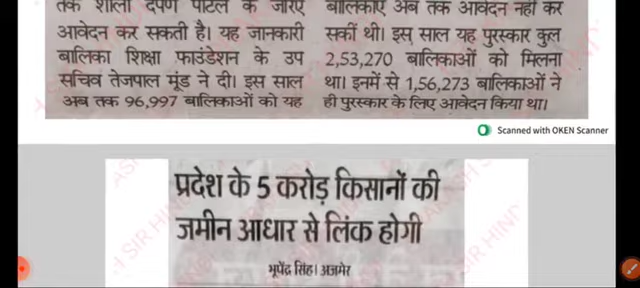 तक शाला दर्पण पोर्टल के जरिए
आवेदन कर सकती है। यह जानकारी
बालिका शिक्षा फाउंडेशन के उप
सचिव तेजपाल मूंड ने दी। इस साल
अब तक 96,997 बालिकाओं को यह
बालिकाएं अब तक आवेदन नहीं कर
सकीं थी। इस साल यह पुरस्कार कुल
2,53,270 बालिकाओं को मिलना
था। इनमें से 1,56,273 बालिकाओं ने
ही पुरस्कार के लिए आवेदन किया था।
Scanned with OKEN Scanner
प्रदेश के 5 करोड़ किसानों की
जमीन आधार से लिंक होगी
भूपेंद्र सिंह। अजमेर